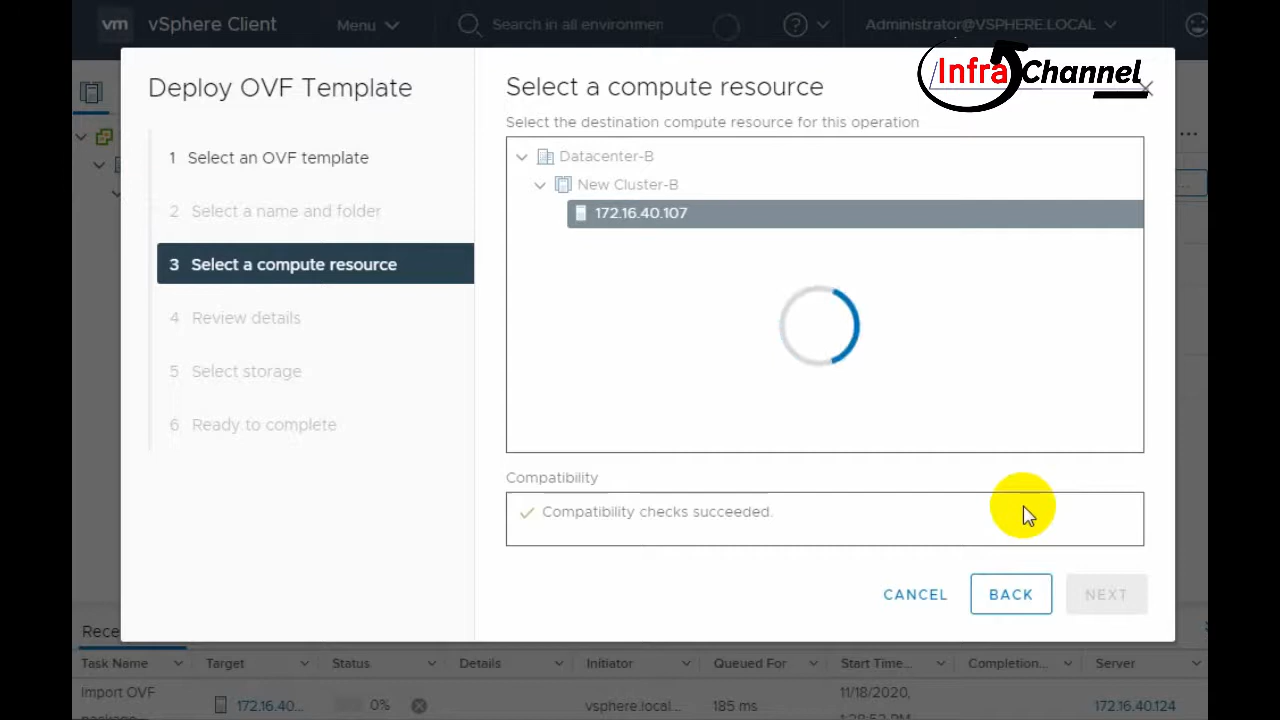 vm vSphere Client Menu Search in all environmen Administrator@VSPHERE.LOCAL
Infra Channel
Deploy OVF Template
1 Select an OVF template
2 Select a name and folder
3 Select a compute resource
4 Review details
5 Select storage
6 Ready to complete
Select a compute resource
Select the destination compute resource for this operation
Datacenter-B
New Cluster-B
172.16.40.107
Compatibility
Compatibility checks succeeded.
CANCEL BACK NEXT
Rece
Task Name Target Status Details Initiator Queued For Start Time... Completion... Server
Import OVF 11/18/2020,
172.16.40... 0% vsphere.local... 185 ms 172.16.40.124